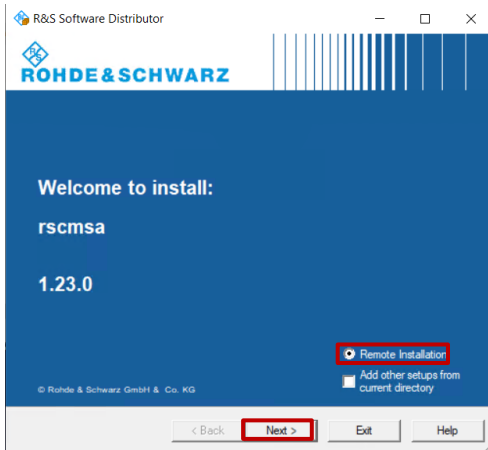 R&S Software Distributor
ROHDE&SCHWARZ
Welcome to install:
rscmsa
1.23.0
Remote Installation
Add other setups from
current directory
© Rohde & Schwarz GmbH & Co. KG
< Back
Next >
Exit
Help